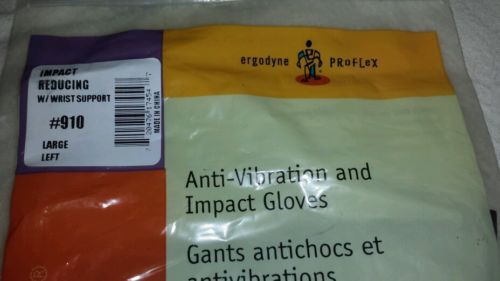 IMPACT
REDUCING
W/ WRIST SUPPORT
#910
LARGE
LEFT
MADE IN CHINA
ergodyne PROFLEX
Anti-Vibration and
Impact Gloves
Gants antichocs et
antivibrations